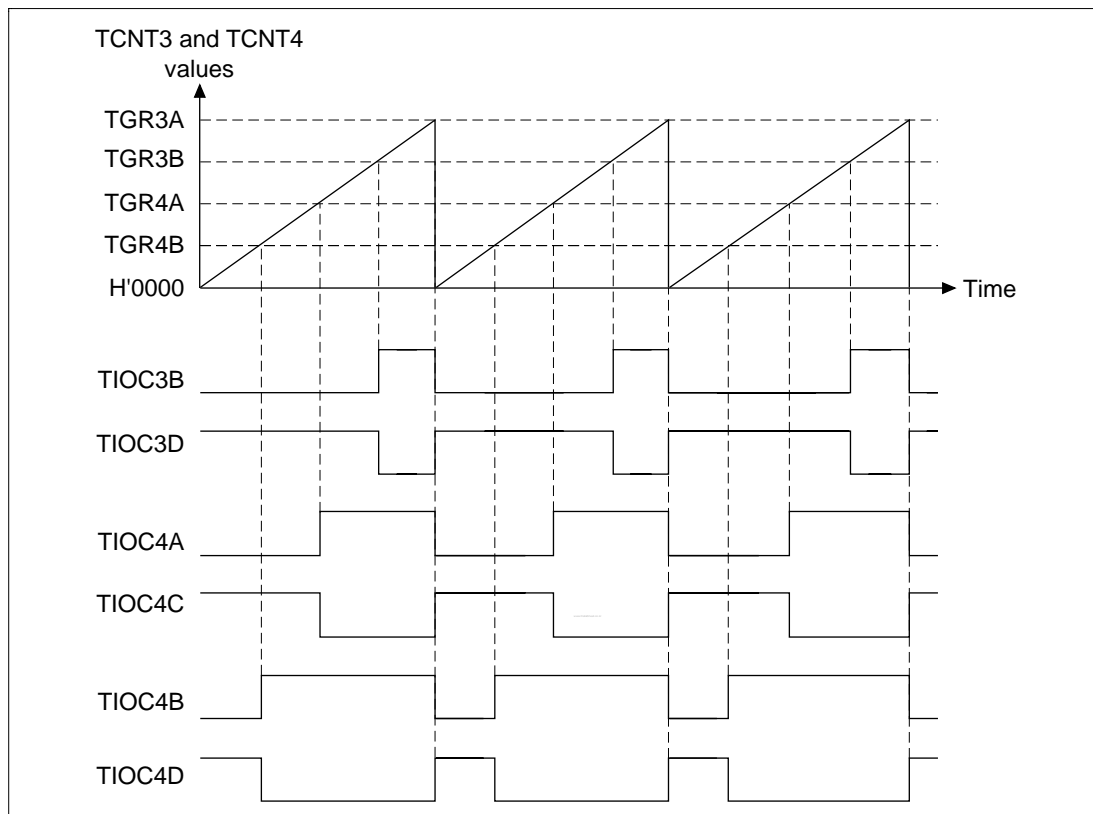 TCNT3 and TCNT4
values
TGR3A
TGR3B
TGR4A
TGR4B
H'0000
Time
TIOC3B
TIOC3D
TIOC4A
TIOC4C
TIOC4B
TIOC4D